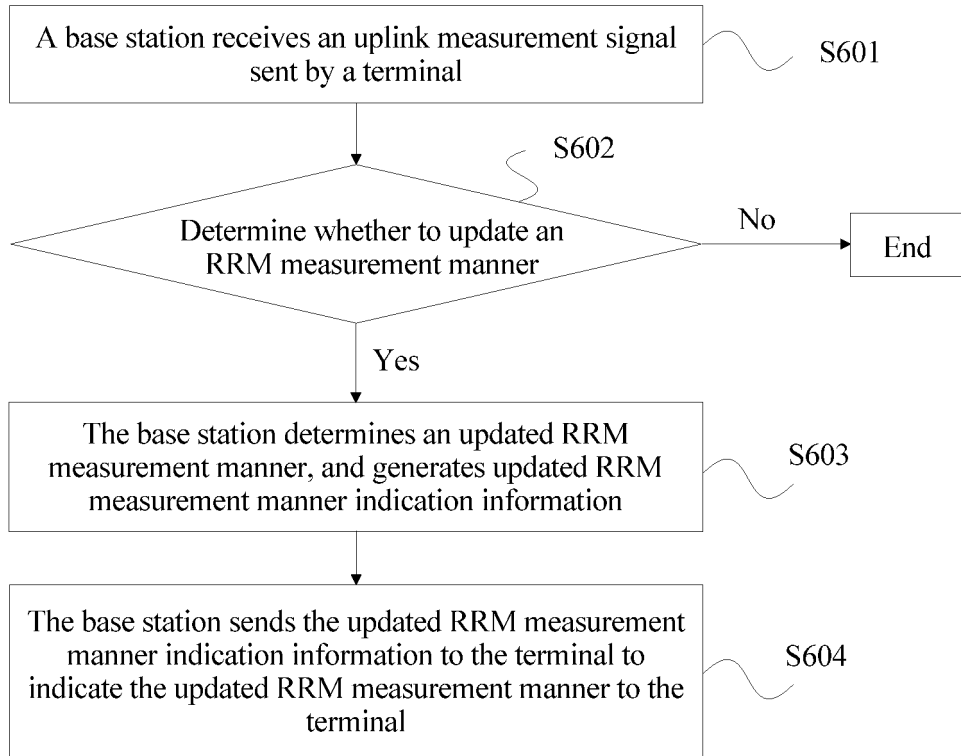 A base station receives an uplink measurement signal
sent by a terminal
S601
S602
Determine whether to update an
RRM measurement manner
No
End
Yes
The base station determines an updated RRM
measurement manner, and generates updated RRM
measurement manner indication information
S603
The base station sends the updated RRM measurement
manner indication information to the terminal to
indicate the updated RRM measurement manner to the
terminal
S604